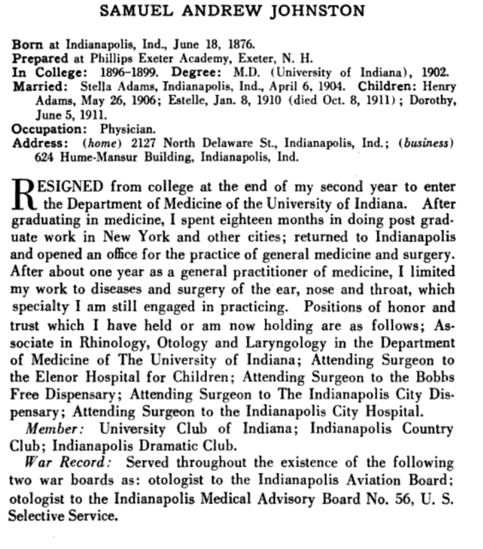 SAMUEL ANDREW JOHNSTON
Born at Indianapolis, Ind., June 18, 1876.
Prepared at Phillips Exeter Academy, Exeter, N. H.
In College: 1896-1899. Degree: M.D. (University of Indiana), 1902.
Married: Stella Adams, Indianapolis, Ind., April 6, 1904. Children: Henry
Adams, May 26, 1906; Estelle, Jan. 8, 1910 (died Oct. 8, 1911); Dorothy,
June 5, 1911.
Occupation: Physician.
Address: (home) 2127 North Delaware St., Indianapolis, Ind.; (business)
624 Hume-Mansur Building, Indianapolis, Ind.
RESIGNED from college at the end of my second year to enter
the Department of Medicine of the University of Indiana. After
graduating in medicine, I spent eighteen months in doing post grad-
uate work in New York and other cities; returned to Indianapolis
and opened an office for the practice of general medicine and surgery.
After about one year as a general practitioner of medicine, I limited
my work to diseases and surgery of the ear, nose and throat, which
specialty I am still engaged in practicing. Positions of honor and
trust which I have held or am now holding are as follows; As-
sociate in Rhinology, Otology and Laryngology in the Department
of Medicine of The University of Indiana; Attending Surgeon to
the Elenor Hospital for Children; Attending Surgeon to the Bobbs
Free Dispensary; Attending Surgeon to The Indianapolis City Dis-
pensary; Attending Surgeon to the Indianapolis City Hospital.
Member: University Club of Indiana; Indianapolis Country
Club; Indianapolis Dramatic Club.
War Record: Served throughout the existence of the following
two war boards as: otologist to the Indianapolis Aviation Board;
otologist to the Indianapolis Medical Advisory Board No. 56, U. S.
Selective Service.